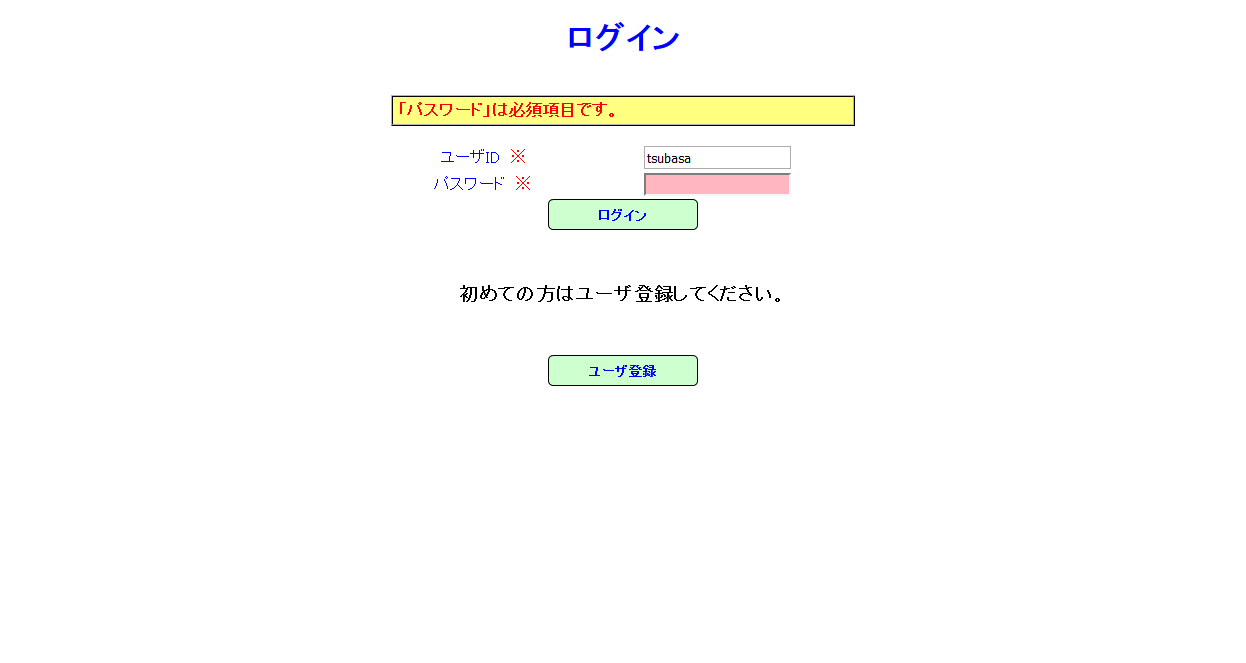 ログイン
「パスワード」は必須項目です。
ユーザID ※ tsubasa
パスワード ※
ログイン
初めての方はユーザ登録してください。
ユーザ登録